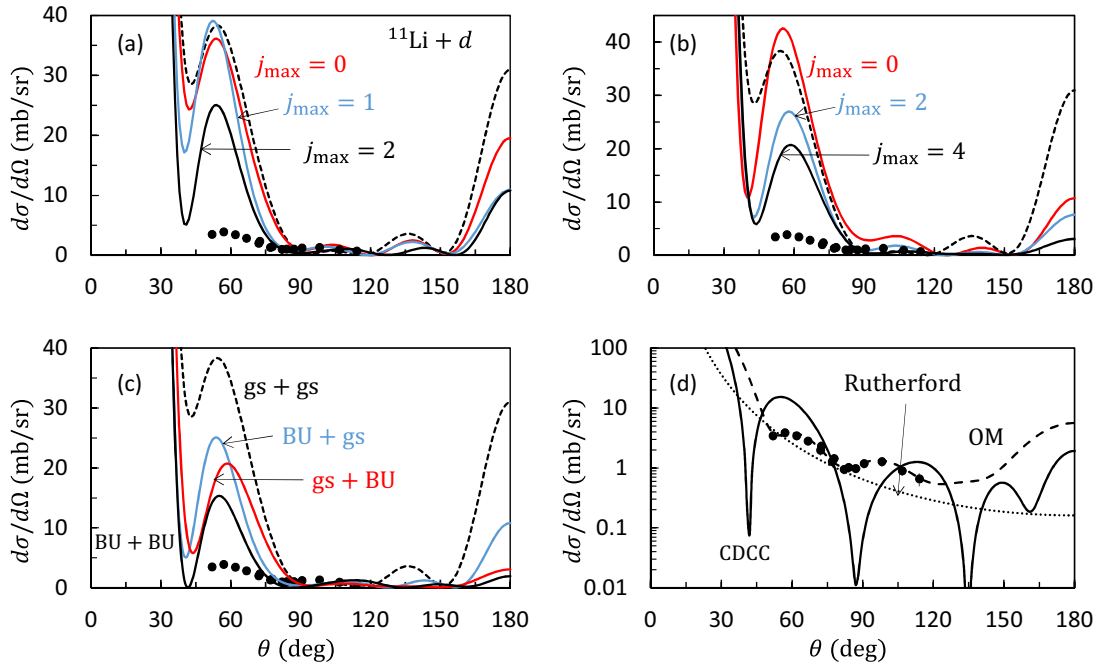 40
30
20
10
0
0 30 60 90 120 150 180
dσ/dΩ (mb/sr)
(a)
¹¹Li + d
j_max = 0
j_max = 1
j_max = 2
40
30
20
10
0
0 30 60 90 120 150 180
dσ/dΩ (mb/sr)
(b)
j_max = 0
j_max = 2
j_max = 4
40
30
20
10
0
0 30 60 90 120 150 180
dσ/dΩ (mb/sr)
θ (deg)
(c)
gs + gs
BU + gs
gs + BU
BU + BU
100
10
1
0.1
0.01
0 30 60 90 120 150 180
dσ/dΩ (mb/sr)
θ (deg)
(d)
Rutherford
OM
CDCC